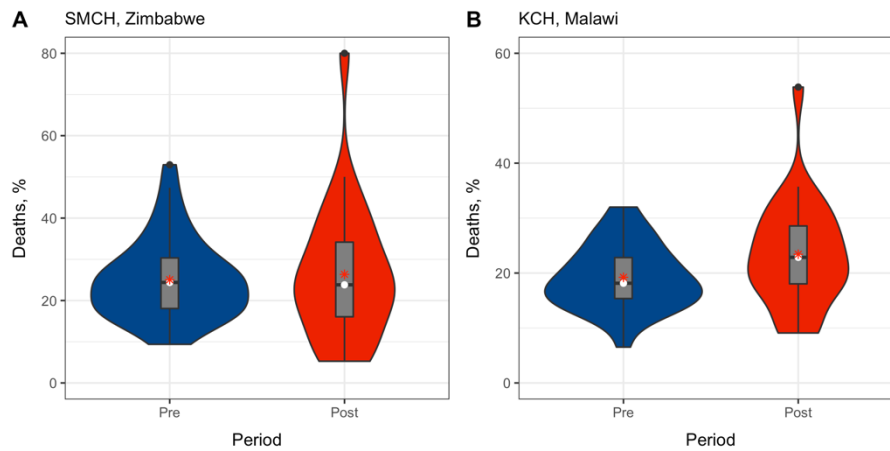 A
SMCH, Zimbabwe
Deaths, %
80
60
40
20
0
Pre
Post
Period
B
KCH, Malawi
Deaths, %
60
40
20
0
Pre
Post
Period